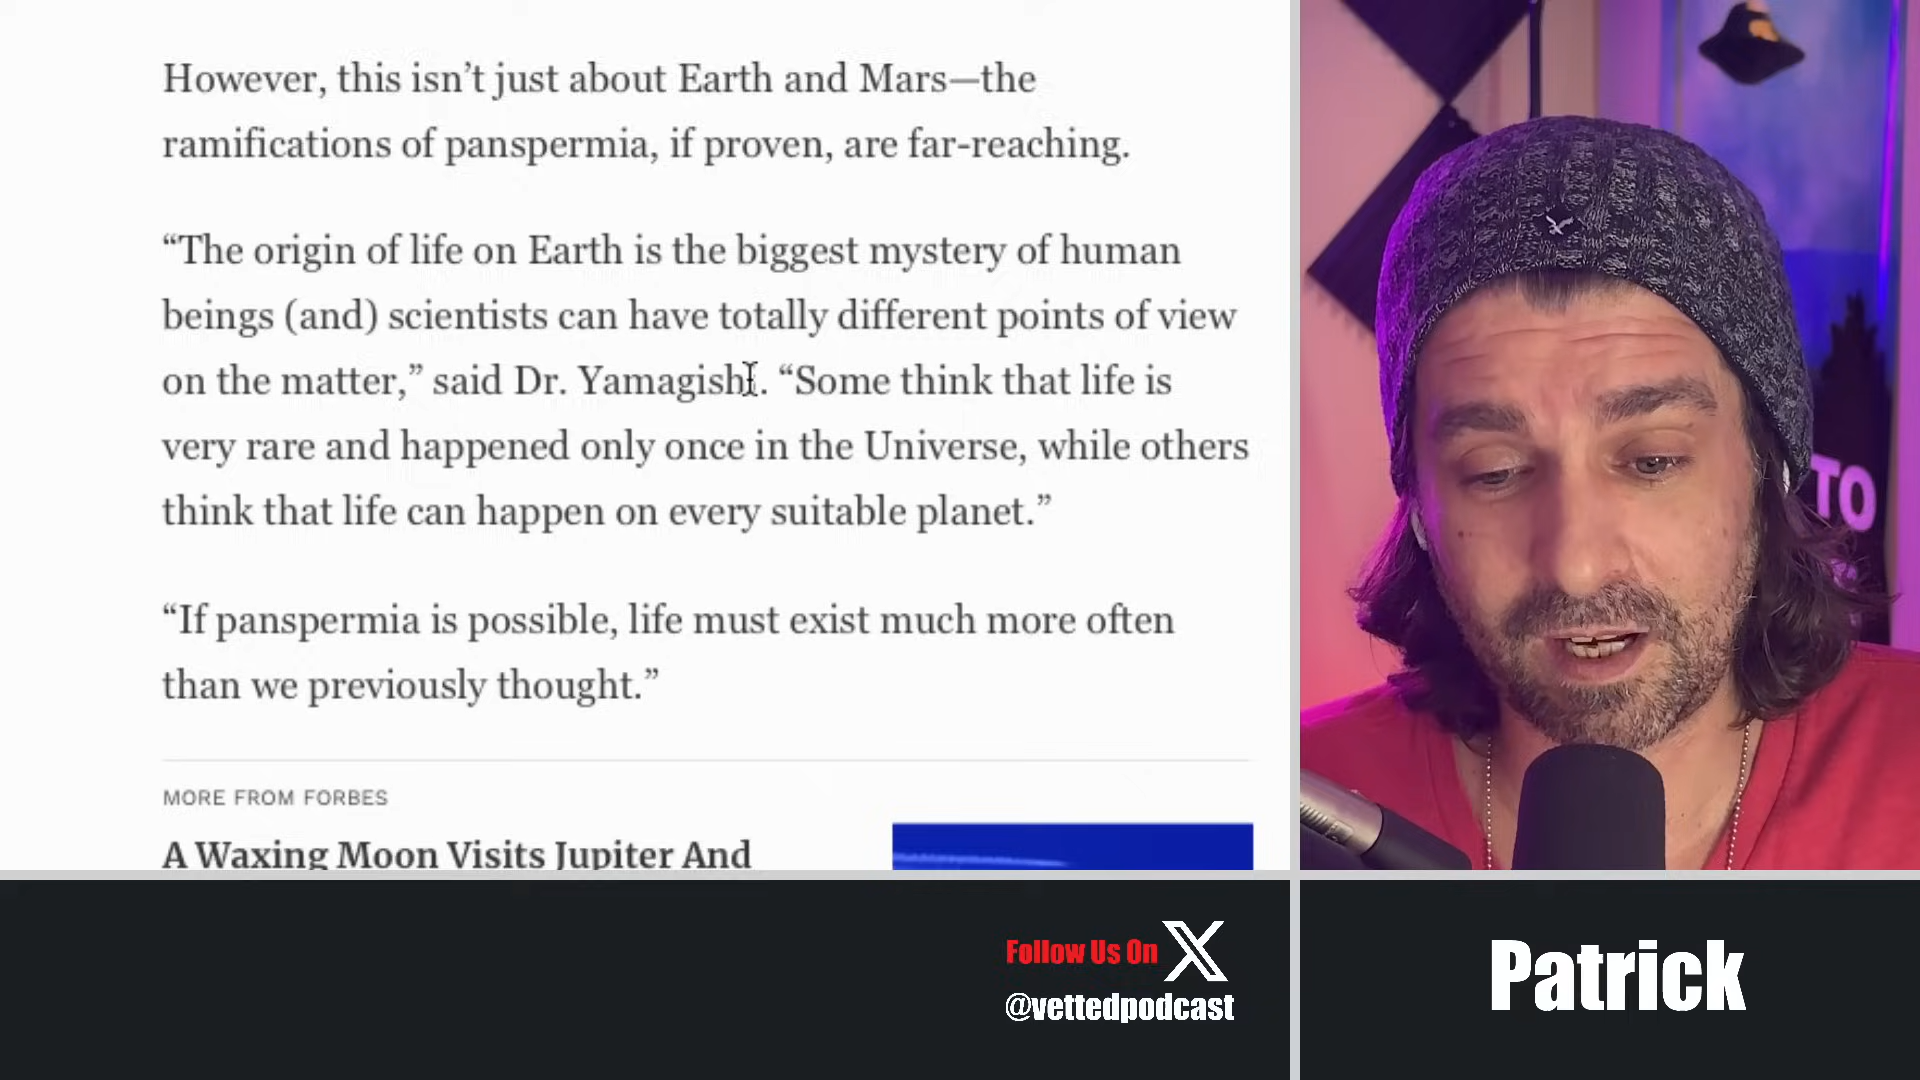 However, this isn’t just about Earth and Mars—the
ramifications of panspermia, if proven, are far-reaching.
“The origin of life on Earth is the biggest mystery of human
beings (and) scientists can have totally different points of view
on the matter,” said Dr. Yamagishi. “Some think that life is
very rare and happened only once in the Universe, while others
think that life can happen on every suitable planet.”
“If panspermia is possible, life must exist much more often
than we previously thought.”
MORE FROM FORBES
A Waxing Moon Visits Jupiter And
TO
Follow Us On X
@vettedpodcast
Patrick